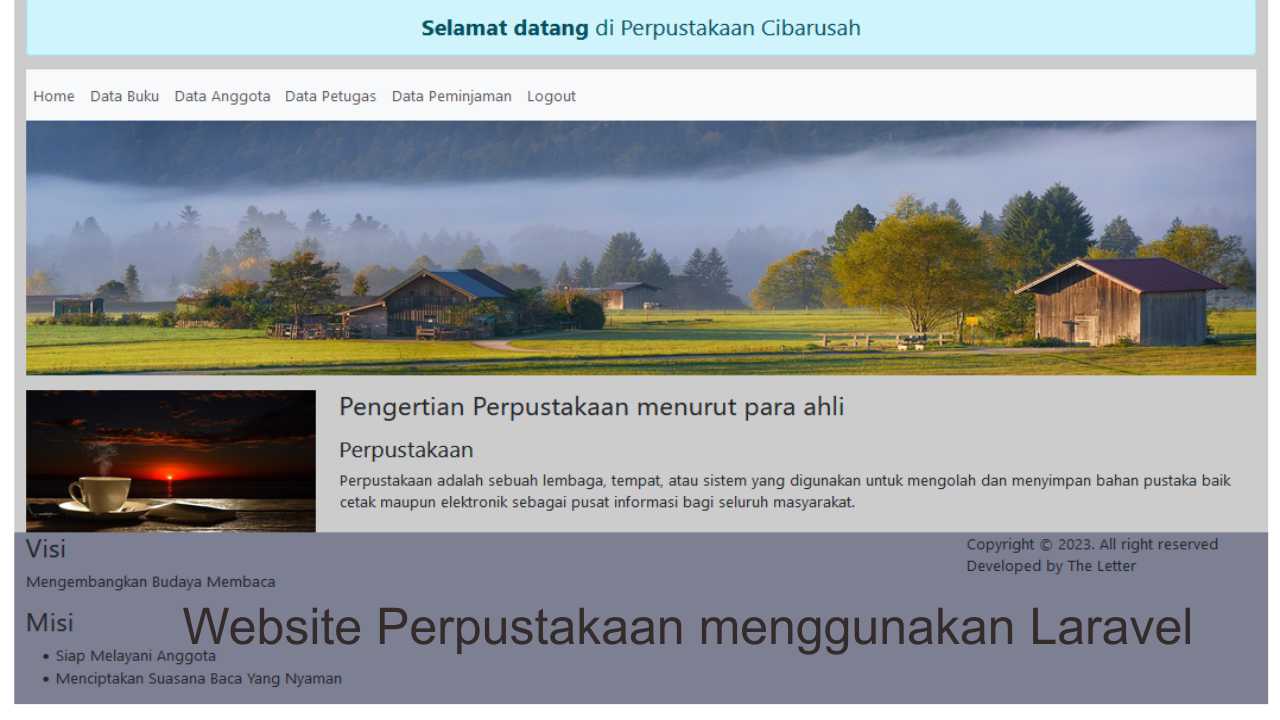 Selamat datang di Perpustakaan Cibarusah
Home Data Buku Data Anggota Data Petugas Data Peminjaman Logout
Pengertian Perpustakaan menurut para ahli
Perpustakaan
Perpustakaan adalah sebuah lembaga, tempat, atau sistem yang digunakan untuk mengolah dan menyimpan bahan pustaka baik
cetak maupun elektronik sebagai pusat informasi bagi seluruh masyarakat.
Visi
Mengembangkan Budaya Membaca
Copyright © 2023. All right reserved
Developed by The Letter
Misi
Website Perpustakaan menggunakan Laravel
• Siap Melayani Anggota
• Menciptakan Suasana Baca Yang Nyaman